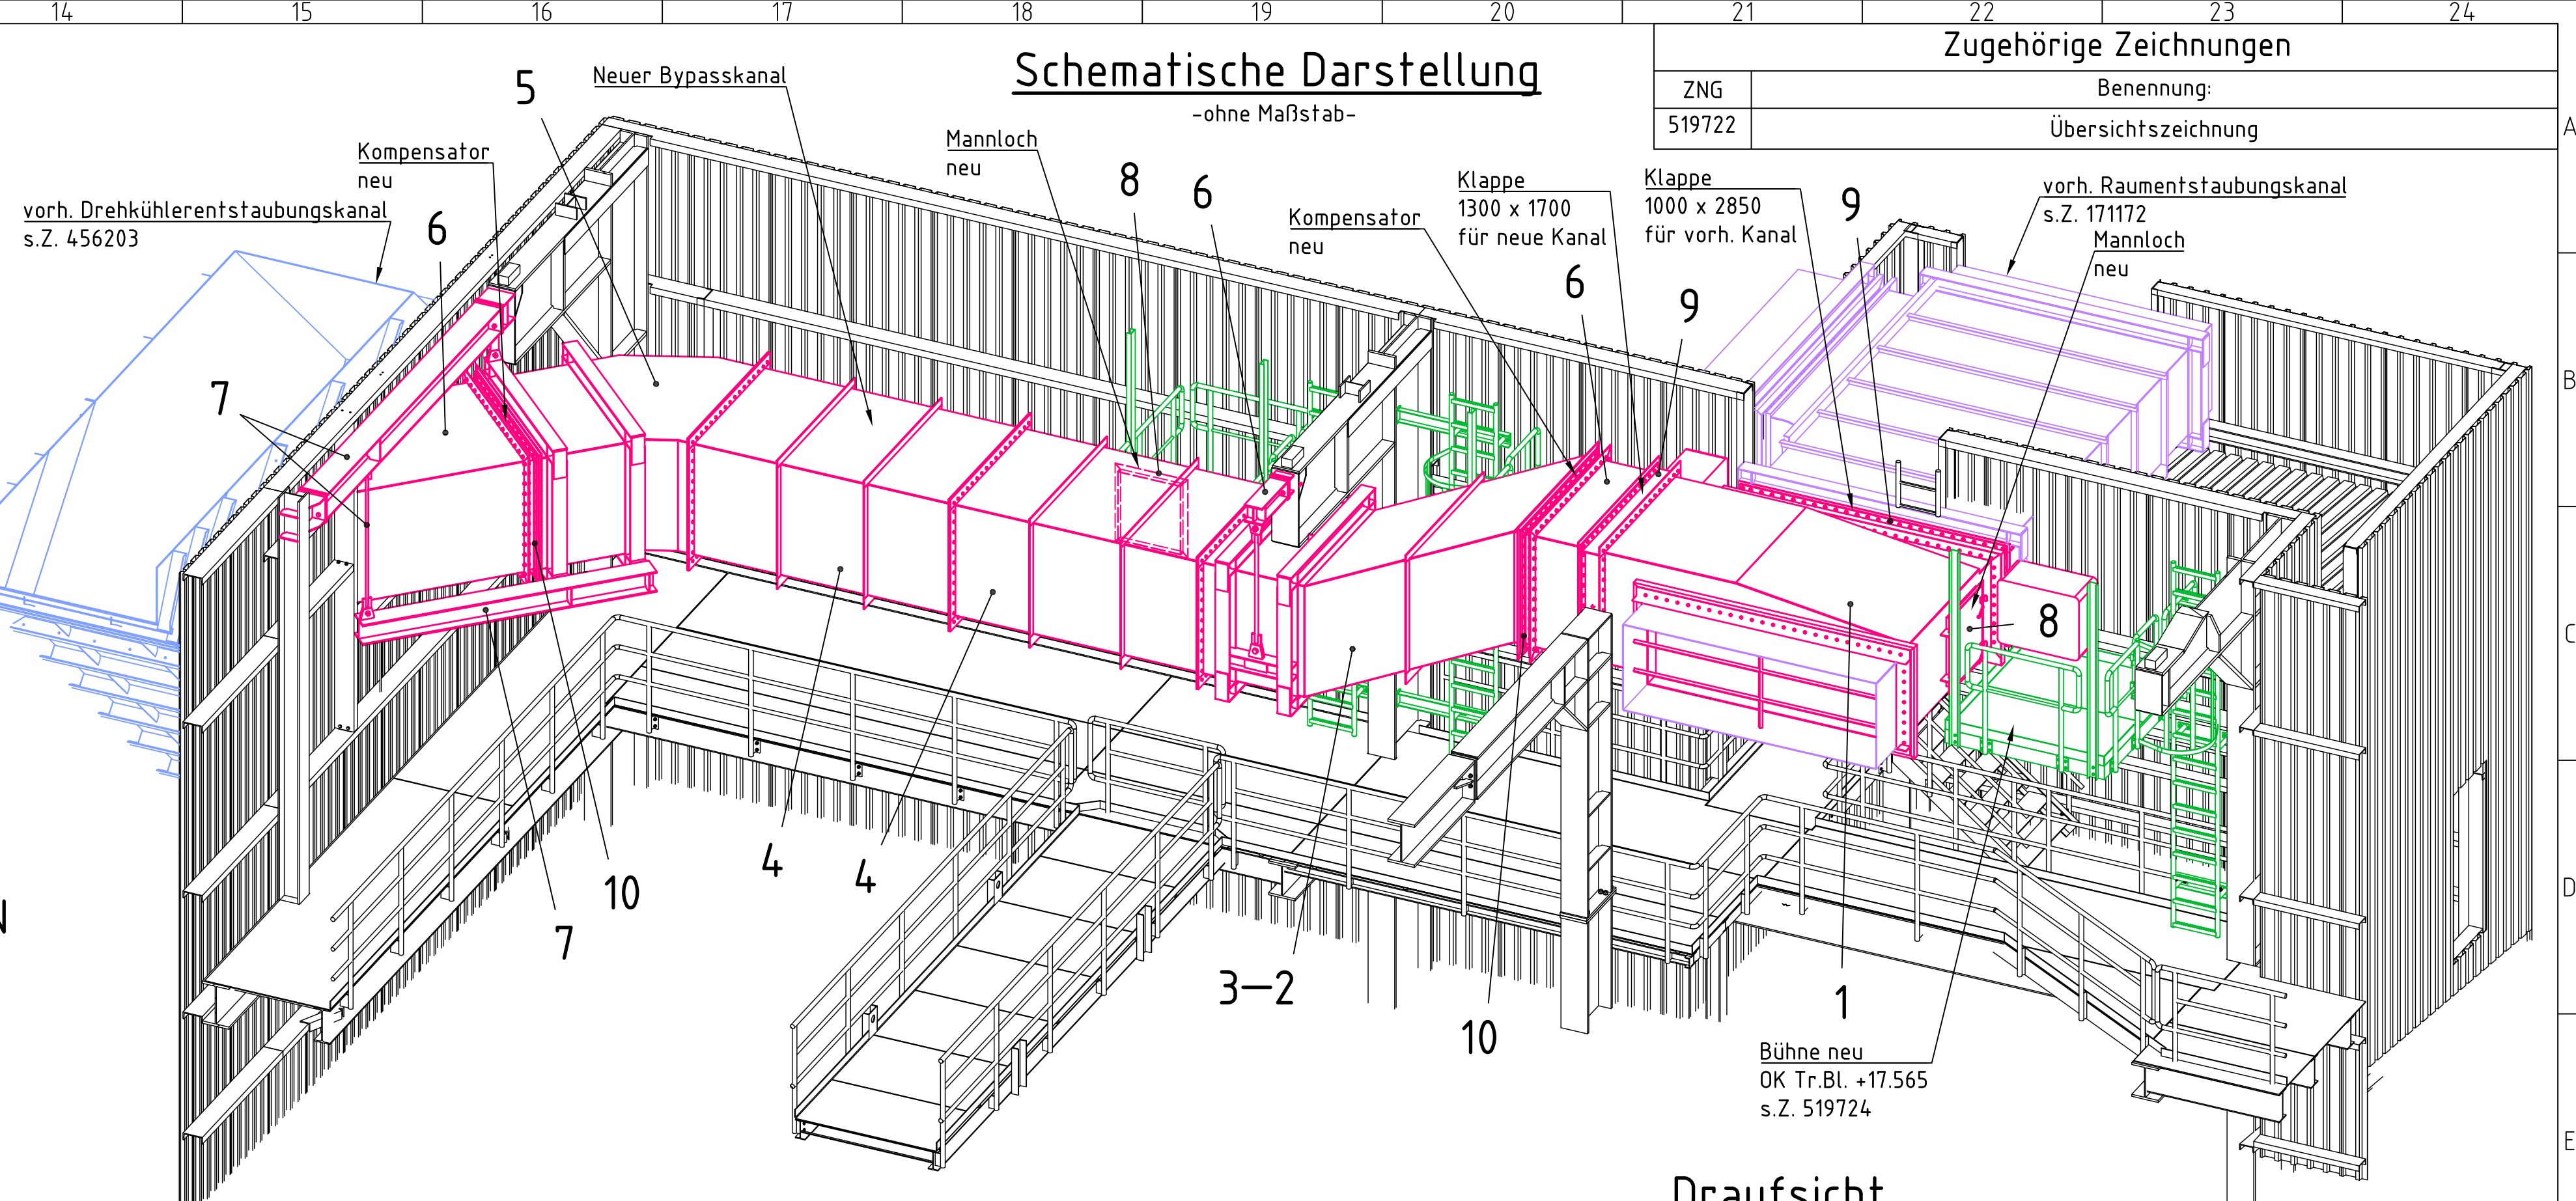 14 15 16 17 18 19 20 21 22 23 24
Schematische Darstellung
-ohne Maßstab-
Zugehörige Zeichnungen
ZNG Benennung:
519722 Übersichtszeichnung
A
5
Neuer Bypasskanal
Kompensator
neu
Mannloch
neu
8
6
Klappe
1300 x 1700
für neue Kanal
Klappe
1000 x 2850
für vorh. Kanal
9
vorh. Raumentstaubungskanal
s.Z. 171172
Mannloch
neu
vorh. Drehkühlerentstaubungskanal
s.Z. 456203
6
Kompensator
neu
6
9
7
B
8
C
4
4
10
7
D
N
3-2
10
1
Bühne neu
OK Tr.Bl. +17.565
s.Z. 519724
E
Draufsicht